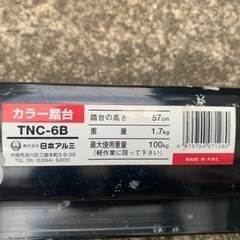 カラー踏台
TNC-6B
株式会社 日本アルミ
大阪市淀川区三国本町3-9-39
TEL 06(6394)6200
踏台の高さ 57cm
重量 1.7kg
最大使用重量 100kg
(軽作業に限って下さい)
4 975704 071260
MADE IN P.R.C.